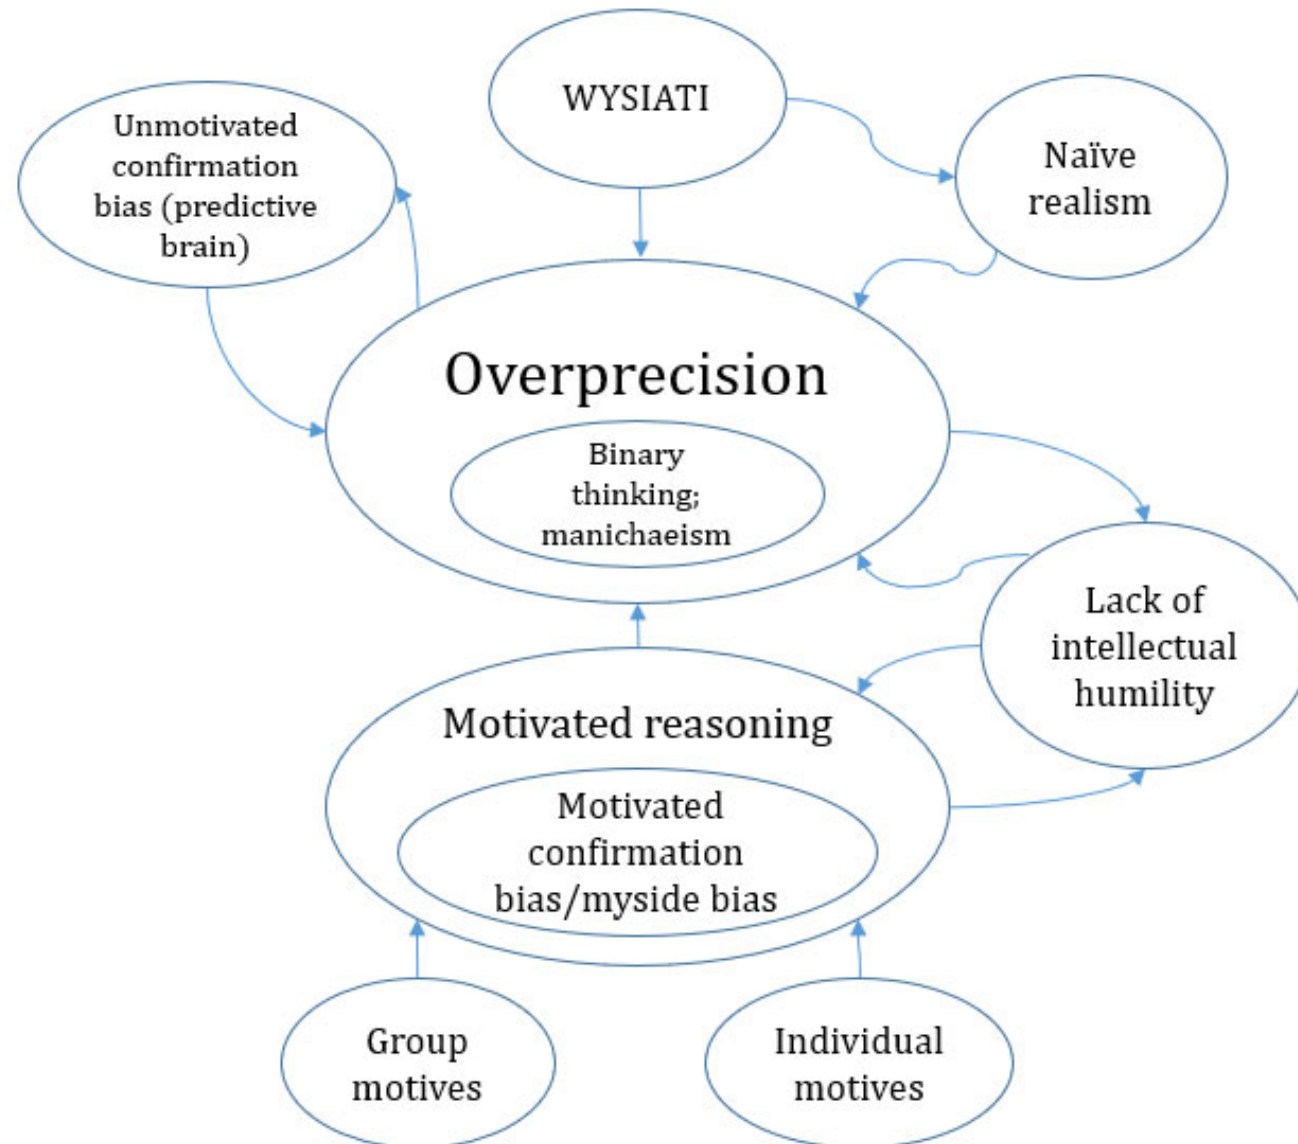 WYSIATI
Unmotivated
confirmation
bias (predictive
brain)
Naïve
realism
Overprecision
Binary
thinking;
manichaeism
Lack of
intellectual
humility
Motivated reasoning
Motivated
confirmation
bias/myside bias
Group
motives
Individual
motives